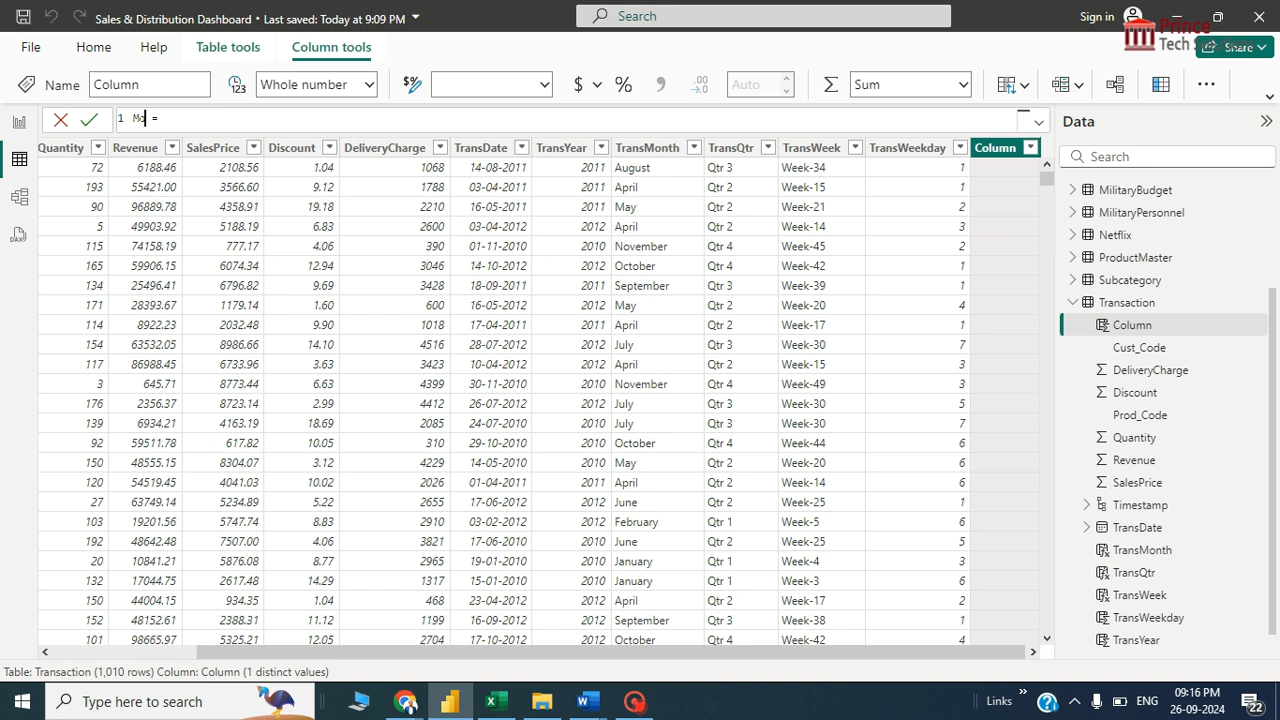 Sales & Distribution Dashboard • Last saved: Today at 9:09 PM
Search
Sign in
Prince
Tech
File
Home
Help
Table tools
Column tools
Share
Name
Column
Whole number
$
%
Auto
Sum
1 Mo =
Data
Search
Quantity Revenue SalesPrice Discount DeliveryCharge TransDate TransYear TransMonth TransQtr TransWeek TransWeekday Column
72 6188.46 2108.56 1.04 1068 14-08-2011 2011 August Qtr 3 Week-34 1
193 55421.00 3566.60 9.12 1788 03-04-2011 2011 April Qtr 2 Week-15 1
90 96889.78 4358.91 19.18 2210 16-05-2011 2011 May Qtr 2 Week-21 2
5 49903.92 5188.19 6.83 2600 03-04-2012 2012 April Qtr 2 Week-14 3
115 74158.19 777.17 4.06 390 01-11-2010 2010 November Qtr 4 Week-45 2
165 59906.15 6074.34 12.94 3046 14-10-2012 2012 October Qtr 4 Week-42 1
134 25496.41 6796.82 9.69 3428 18-09-2011 2011 September Qtr 3 Week-39 1
171 28393.67 1179.14 1.60 600 16-05-2012 2012 May Qtr 2 Week-20 4
114 8922.23 2032.48 9.90 1018 17-04-2011 2011 April Qtr 2 Week-17 1
154 63532.05 8986.66 14.10 4516 28-07-2012 2012 July Qtr 3 Week-30 7
117 86988.45 6733.96 3.63 3423 10-04-2012 2012 April Qtr 2 Week-15 3
3 645.71 8773.44 6.63 4399 30-11-2010 2010 November Qtr 4 Week-49 3
176 2356.37 8723.14 2.99 4412 26-07-2012 2012 July Qtr 3 Week-30 5
139 6934.21 4163.19 18.69 2085 24-07-2010 2010 July Qtr 3 Week-30 7
92 59511.78 617.82 10.05 310 29-10-2010 2010 October Qtr 4 Week-44 6
150 48555.15 8304.07 3.12 4229 14-05-2010 2010 May Qtr 2 Week-20 6
120 54519.45 4041.03 10.02 2026 01-04-2011 2011 April Qtr 2 Week-14 6
27 63749.14 5234.89 5.22 2655 17-06-2012 2012 June Qtr 2 Week-25 1
103 19201.56 5747.74 8.83 2910 03-02-2012 2012 February Qtr 1 Week-5 6
192 48642.48 7507.00 4.06 3821 17-06-2010 2010 June Qtr 2 Week-25 5
20 10841.21 5876.08 8.77 2965 19-01-2010 2010 January Qtr 1 Week-4 3
132 17044.75 2617.48 14.29 1317 15-01-2010 2010 January Qtr 1 Week-3 6
150 44004.15 934.35 1.04 468 23-04-2012 2012 April Qtr 2 Week-17 2
152 48152.61 2388.31 11.12 1199 16-09-2012 2012 September Qtr 3 Week-38 1
101 98665.97 5325.21 12.05 2704 17-10-2012 2012 October Qtr 4 Week-42 4
MilitaryBudget
MilitaryPersonnel
Netflix
ProductMaster
Subcategory
Transaction
Column
Cust_Code
DeliveryCharge
Discount
Prod_Code
Quantity
Revenue
SalesPrice
Timestamp
TransDate
TransMonth
TransQtr
TransWeek
TransWeekday
TransYear
Table: Transaction (1,010 rows) Column: Column (1 distinct values)
Type here to search
Links
ENG
09:16 PM
26-09-2024
22